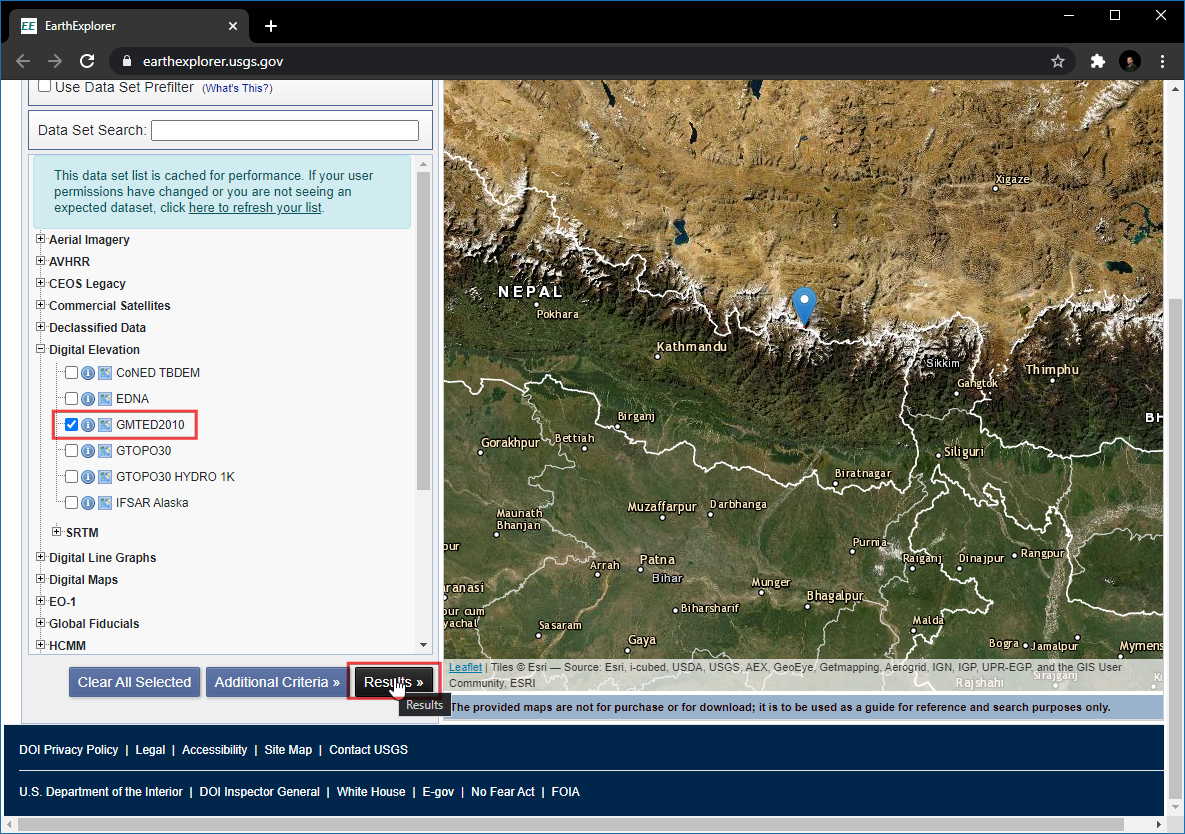 EE EarthExplorer
earthexplorer.usgs.gov
Use Data Set Prefilter (What's This?)
Data Set Search:
This data set list is cached for performance. If your user
permissions have changed or you are not seeing an
expected dataset, click here to refresh your list.
Aerial Imagery
AVHRR
CEOS Legacy
Commercial Satellites
Declassified Data
Digital Elevation
CoNED TBDEM
EDNA
GMTED2010
GTOPO30
GTOPO30 HYDRO 1K
IFSAR Alaska
SRTM
Digital Line Graphs
Digital Maps
EO-1
Global Fiducials
HCMM
Clear All Selected
Additional Criteria »
Results »
Results
Xigaze
NEPAL
Pokhara
Kathmandu
Sikkim
Thimphu
Gangtok
BH
Birganj
Gorakhpur
Bettiah
Siliguri
Biratnagar
Muzaffarpur
Darbhanga
Maunath
Bhanjan
pur
Purnia
Raiganj
Dinajpur
Rangpur
Patna
Arrah
Bihar
ranasi
Munger
Bhagalpur
Biharsharif
pur cum
yachal
Sasaram
Malda
Gaya
Bogra
Jamalpur
Mymens
Leaflet | Tiles © Esri — Source: Esri, i-cubed, USDA, USGS, AEX, GeoEye, Getmapping, Aerogrid, IGN, IGP, UPR-EGP, and the GIS User
Community, ESRI
Rajshahi
Sirajganj
Ki
The provided maps are not for purchase or for download; it is to be used as a guide for reference and search purposes only.
DOI Privacy Policy | Legal | Accessibility | Site Map | Contact USGS
U.S. Department of the Interior | DOI Inspector General | White House | E-gov | No Fear Act | FOIA